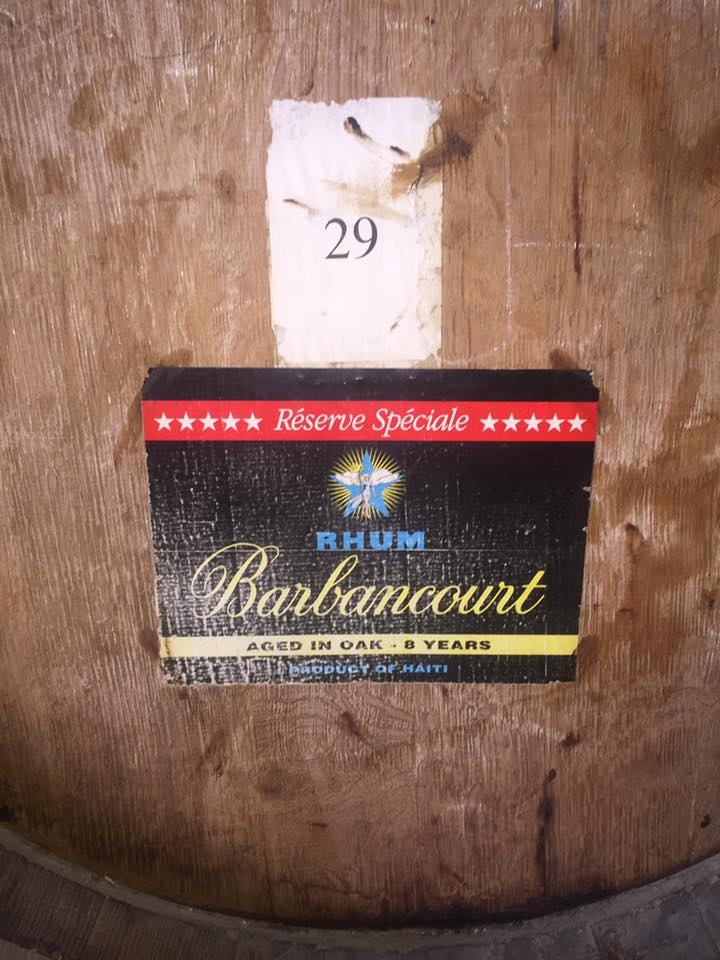 29
Réserve Spéciale
RHUM
Barbancourt
AGED IN OAK - 8 YEARS
PRODUCT OF HAITI